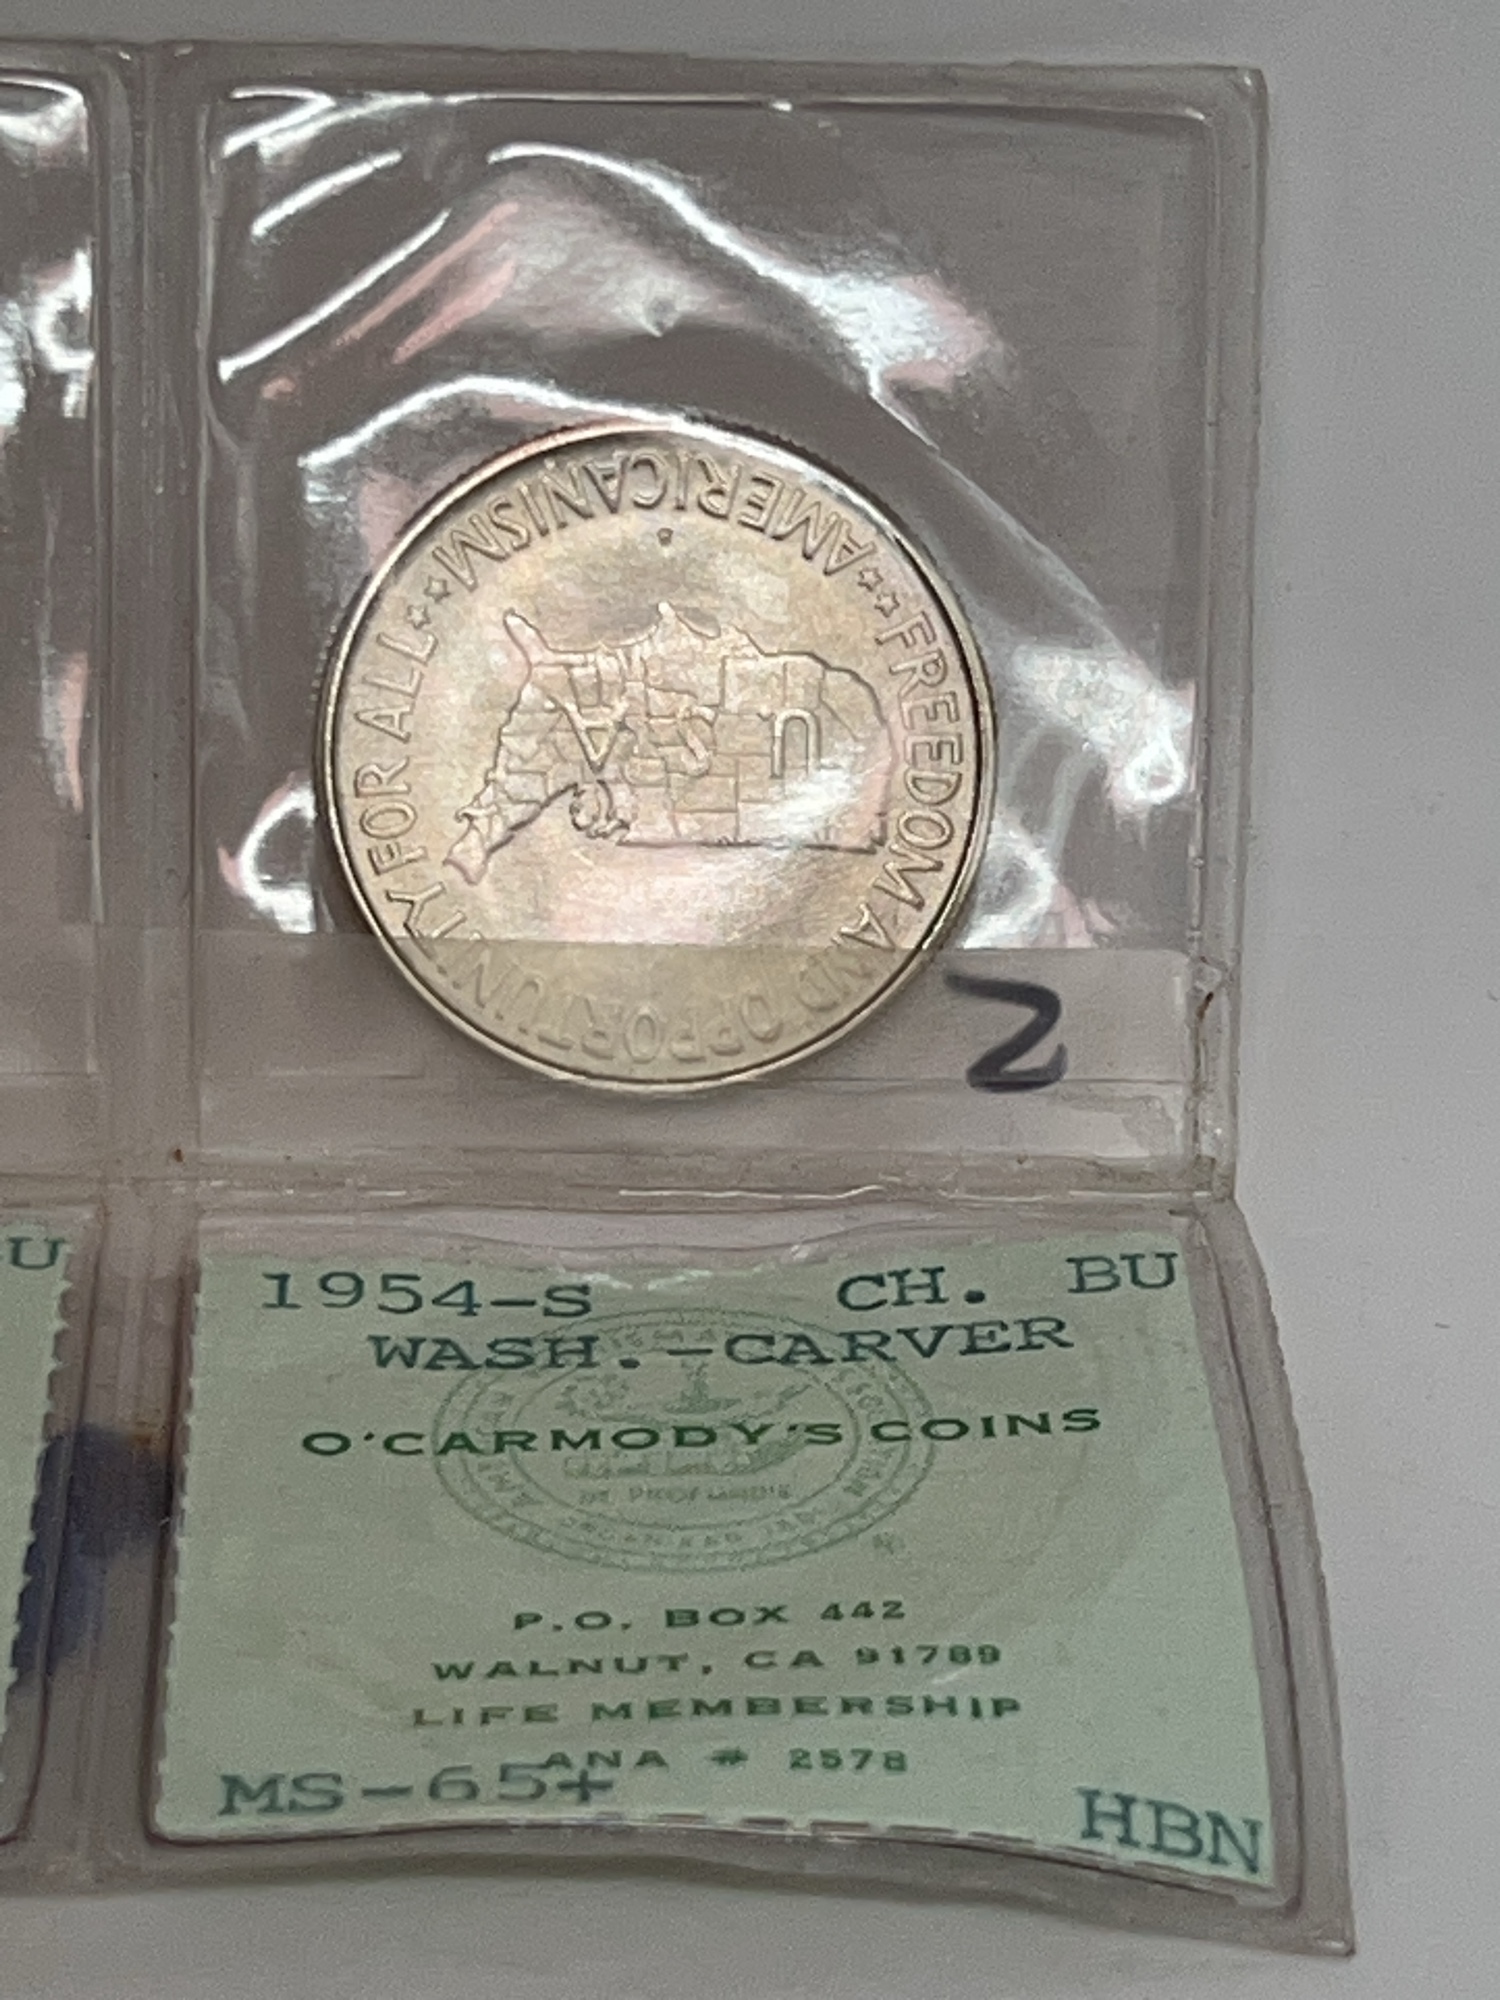 FREEDOM AND OPPORTUNITY FOR ALL
AMERICANISM
U.S.A
2
U
1954-S CH. BU
WASH.-CARVER
O'CARMODY'S COINS
P.O. BOX 442
WALNUT, CA 91789
LIFE MEMBERSHIP
ANA # 2578
MS-65+
HBN